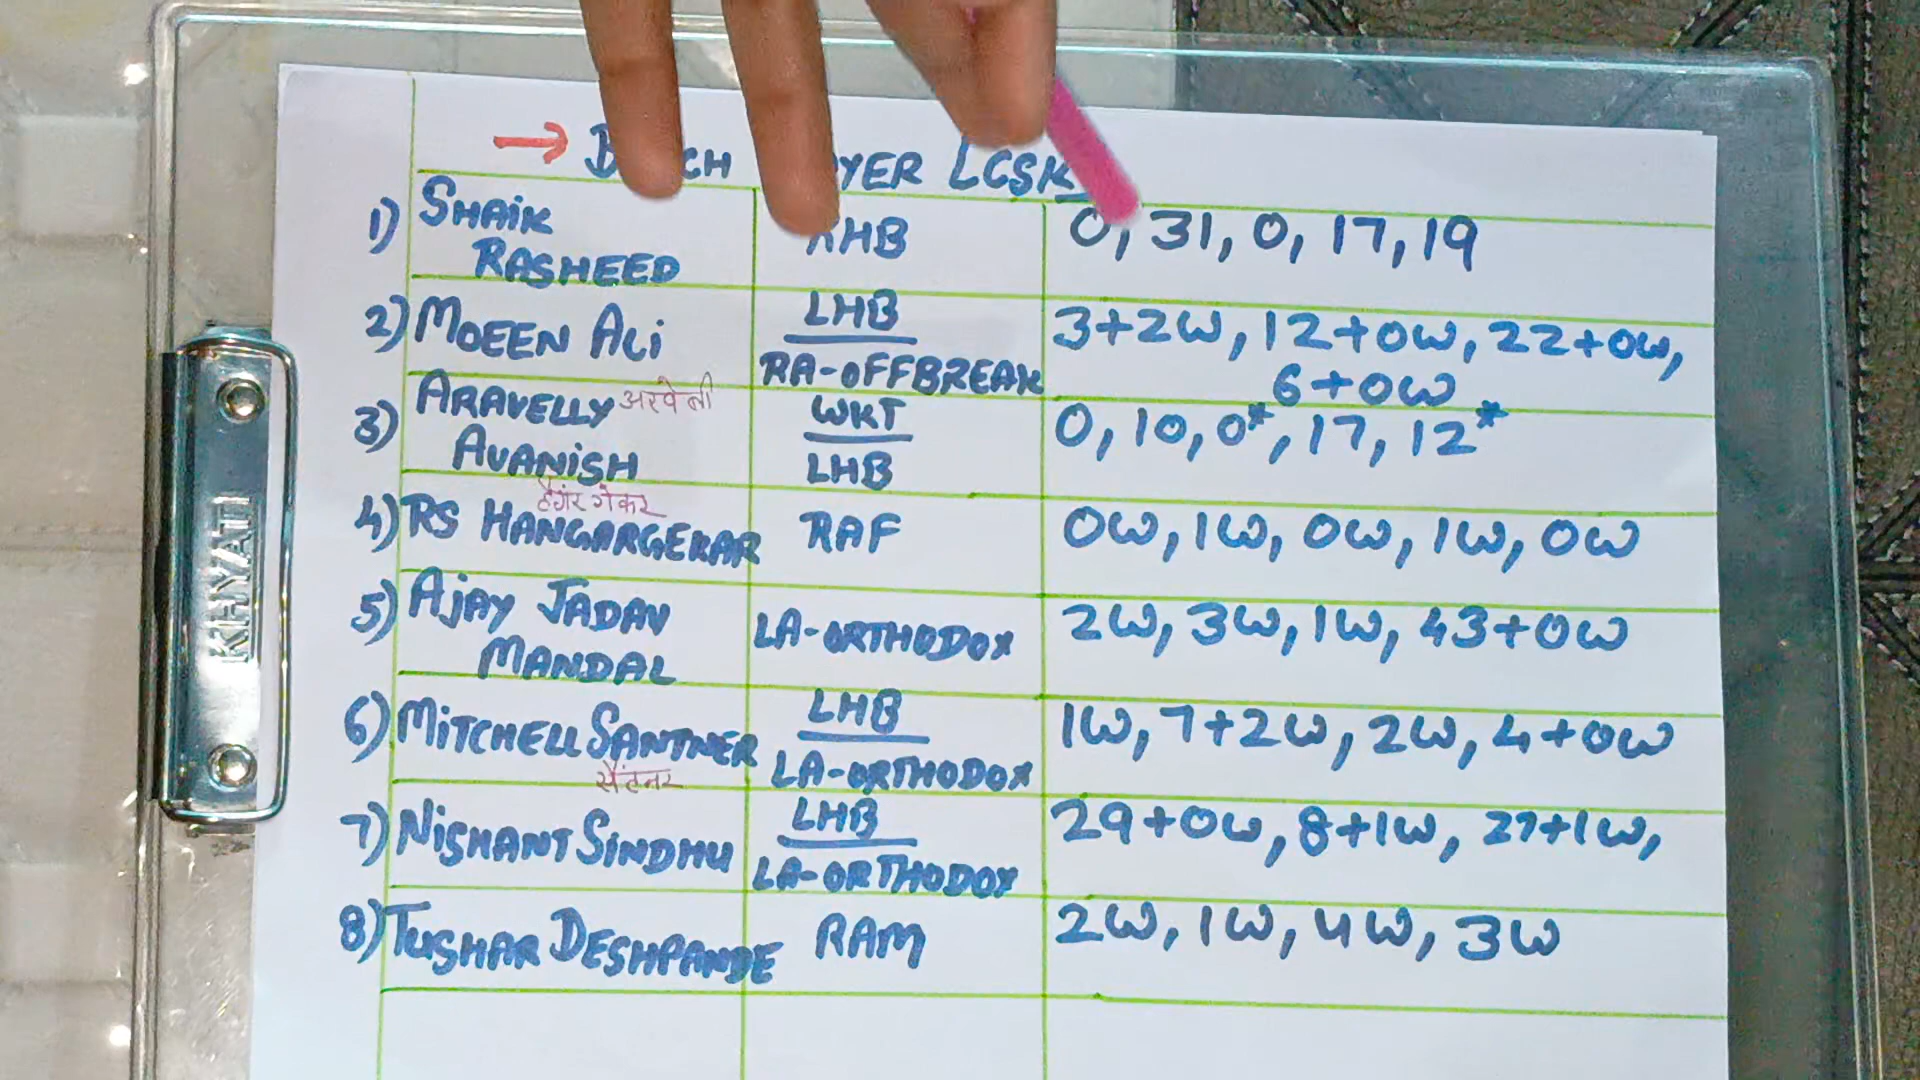 → LCSK
1) SHAIK RASHEED RHB 0, 31, 0, 17, 19
2) MOEEN ALI LHB RA-OFFBREAK 3+2W, 12+0W, 22+0W, 6+0W
3) ARAVELLY अरवेली AVANISH WKT LHB 0, 10, 0*, 17, 12*
4) RS HANGARGEKAR हैंगरगेकर RAF 0W, 1W, 0W, 1W, 0W
5) AJAY JADAV MANDAL LA-ORTHODOX 2W, 3W, 1W, 43+0W
6) MITCHELL SANTNER सैंटनर LHB LA-ORTHODOX 1W, 7+2W, 2W, 4+0W
7) NISHANT SINDHU LHB LA-ORTHODOX 29+0W, 8+1W, 27+1W,
8) TUSHAR DESHPANDE RAM 2W, 1W, 4W, 3W
KHYATI